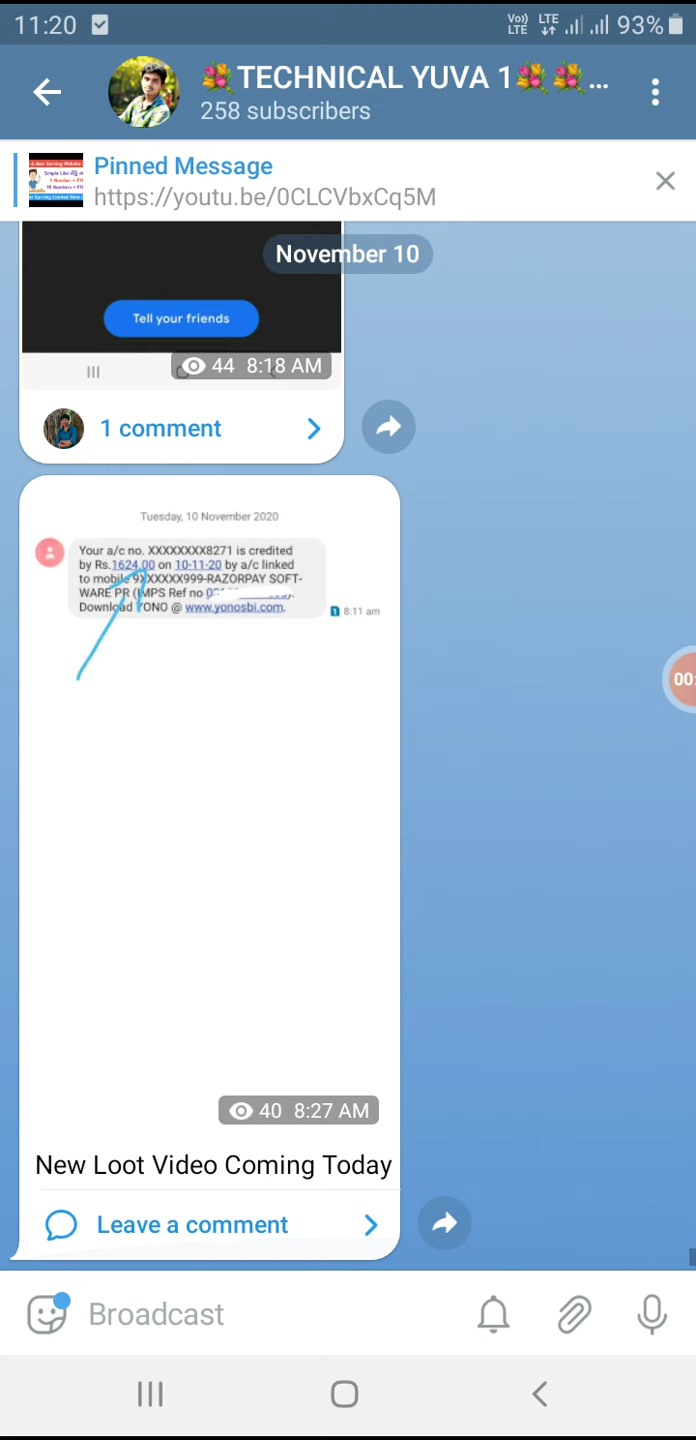 11:20
Vo)) LTE LTE 93%
TECHNICAL YUVA 1 ...
258 subscribers
Pinned Message
https://youtu.be/0CLCVbxCq5M
November 10
Tell your friends
44 8:18 AM
1 comment
Tuesday, 10 November 2020
Your a/c no. XXXXXXXX8271 is credited
by Rs.1624.00 on 10-11-20 by a/c linked
to mobile 9XXXXXX999-RAZORPAY SOFT-
WARE PR (IMPS Ref no
Download YONO @ www.yonosbi.com.
1 8:11 am
40 8:27 AM
New Loot Video Coming Today
Leave a comment
00:
Broadcast